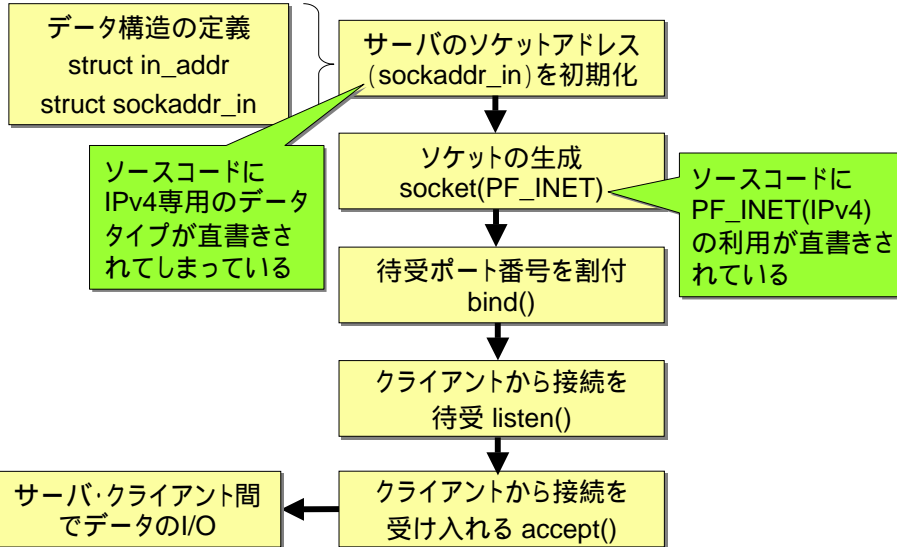 データ構造の定義
struct in_addr
struct sockaddr_in
サーバのソケットアドレス
(sockaddr_in)を初期化
ソースコードに
IPv4専用のデータ
タイプが直書きさ
れてしまっている
ソケットの生成
socket(PF_INET)
ソースコードに
PF_INET(IPv4)
の利用が直書きさ
れている
待受ポート番号を割付
bind()
クライアントから接続を
待受 listen()
クライアントから接続を
受け入れる accept()
サーバ・クライアント間
でデータのI/O